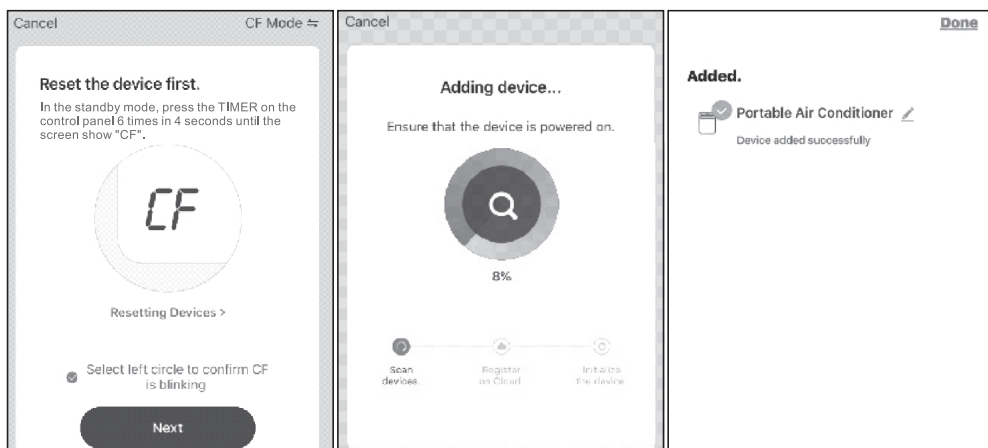 Cancel
CF Mode
Reset the device first.
In the standby mode, press the TIMER on the
control panel 6 times in 4 seconds until the
screen show "CF".
CF
Resetting Devices >
Select left circle to confirm CF
is blinking
Next
Cancel
Adding device...
Ensure that the device is powered on.
8%
Scan
devices.
Register
on Cloud.
Initialize
the device.
Done
Added.
Portable Air Conditioner
Device added successfully